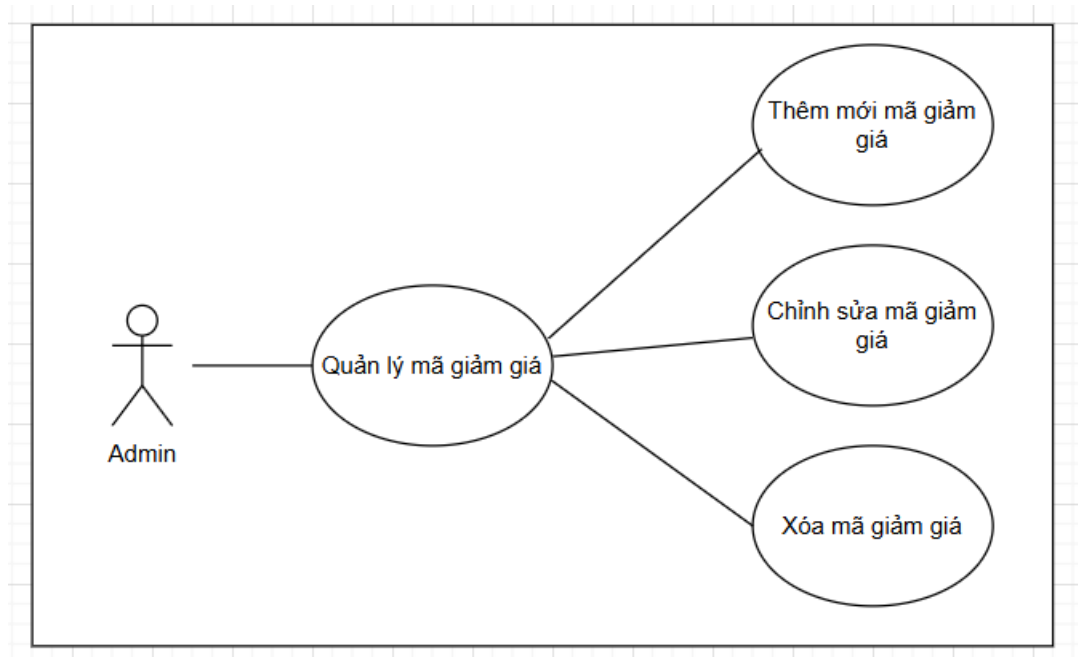 Thêm mới mã giảm
giá
Chỉnh sửa mã giảm
giá
Quản lý mã giảm giá
Admin
Xóa mã giảm giá